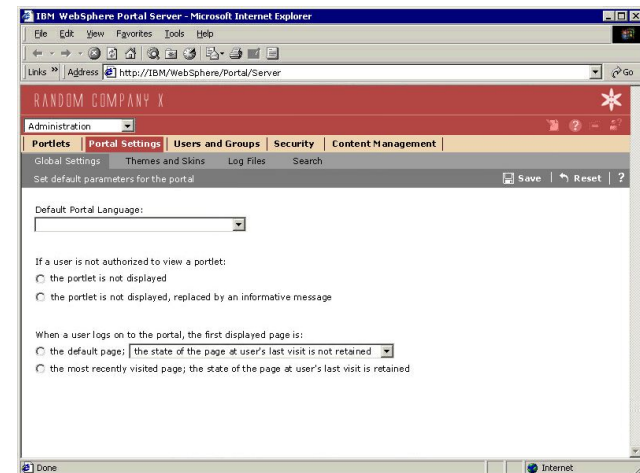 IBM WebSphere Portal Server - Microsoft Internet Explorer
File Edit View Favorites Tools Help
Links » Address http://IBM/WebSphere/Portal/Server Go
RANDOM COMPANY X
Administration
Portlets Portal Settings Users and Groups Security Content Management
Global Settings Themes and Skins Log Files Search
Set default parameters for the portal Save Reset ?
Default Portal Language:
If a user is not authorized to view a portlet:
the portlet is not displayed
the portlet is not displayed, replaced by an informative message
When a user logs on to the portal, the first displayed page is:
the default page; the state of the page at user's last visit is not retained
the most recently visited page; the state of the page at user's last visit is retained
Done Internet